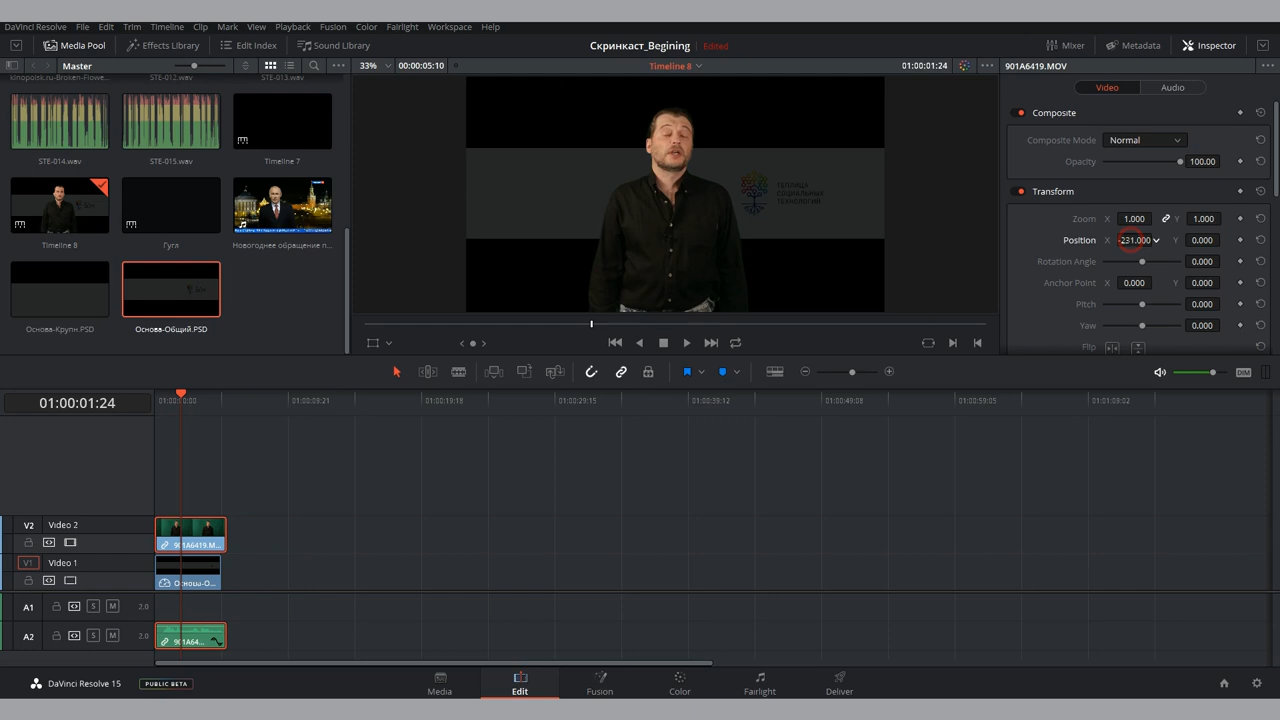 DaVinci Resolve File Edit Trim Timeline Clip Mark View Playback Fusion Color Fairlight Workspace Help
Media Pool Effects Library Edit Index Sound Library Скринкаст_Begining Edited Mixer Metadata Inspector
Master 33% 00:00:05:10 Timeline 8 01:00:01:24 901A6419.MOV
kinopoitik.ru-Broken-Flowe... STE-012.wav STE-013.wav
Video Audio
Composite
Composite Mode Normal
Opacity 100.00
STE-014.wav STE-015.wav Timeline 7
Transform
ТЕПЛИЦА
СОЦИАЛЬНЫХ
ТЕХНОЛОГИЙ
Zoom X 1.000 Y 1.000
Position X -231.000 Y 0.000
Timeline 8 Гугл Новогоднее обращение п...
Rotation Angle 0.000
Anchor Point X 0.000 Y 0.000
Pitch 0.000
Yaw 0.000
Основа-Крупн.PSD Основа-Общий.PSD
Flip
DIM
01:00:01:24 01:00:00:00 01:00:09:21 01:00:19:18 01:00:29:15 01:00:39:12 01:00:49:08 01:00:59:05 01:01:09:02
V2 Video 2
901A6419.M...
V1 Video 1
Основа-О...
A1 S M 2.0
A2 S M 2.0
901A64...
DaVinci Resolve 15 PUBLIC BETA Media Edit Fusion Color Fairlight Deliver